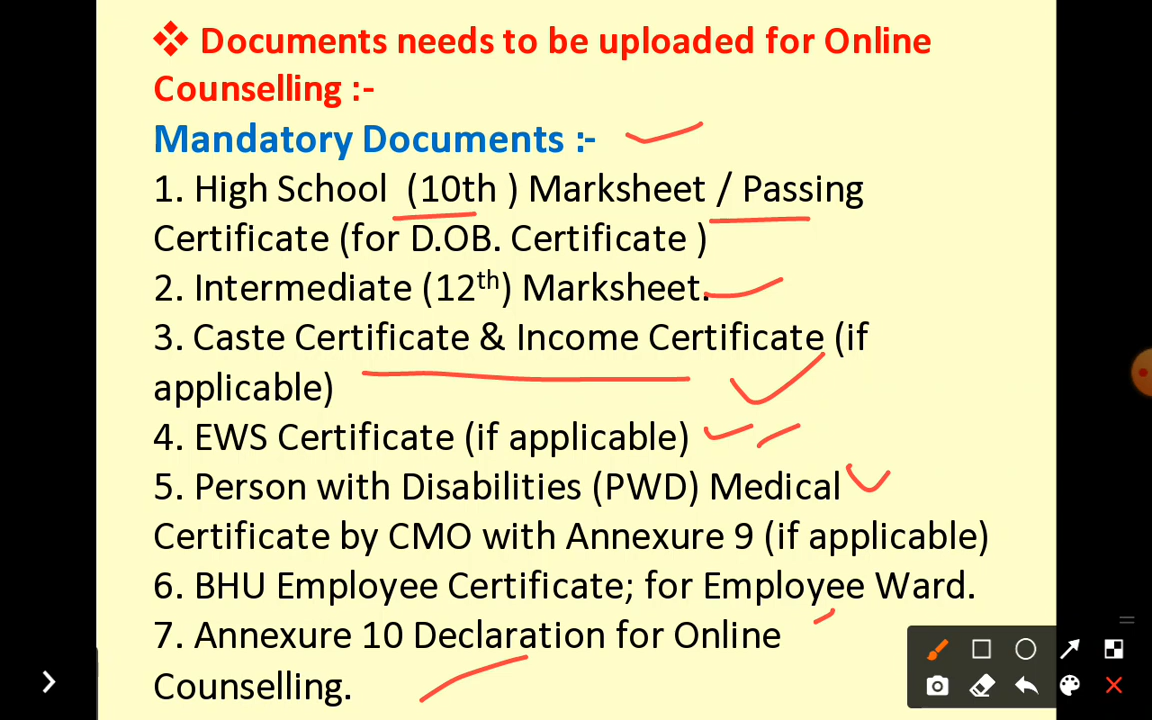 ❖ Documents needs to be uploaded for Online
Counselling :-
Mandatory Documents :-
1. High School (10th ) Marksheet / Passing
Certificate (for D.OB. Certificate )
2. Intermediate (12th) Marksheet.
3. Caste Certificate & Income Certificate (if
applicable)
4. EWS Certificate (if applicable)
5. Person with Disabilities (PWD) Medical
Certificate by CMO with Annexure 9 (if applicable)
6. BHU Employee Certificate; for Employee Ward.
7. Annexure 10 Declaration for Online
Counselling.